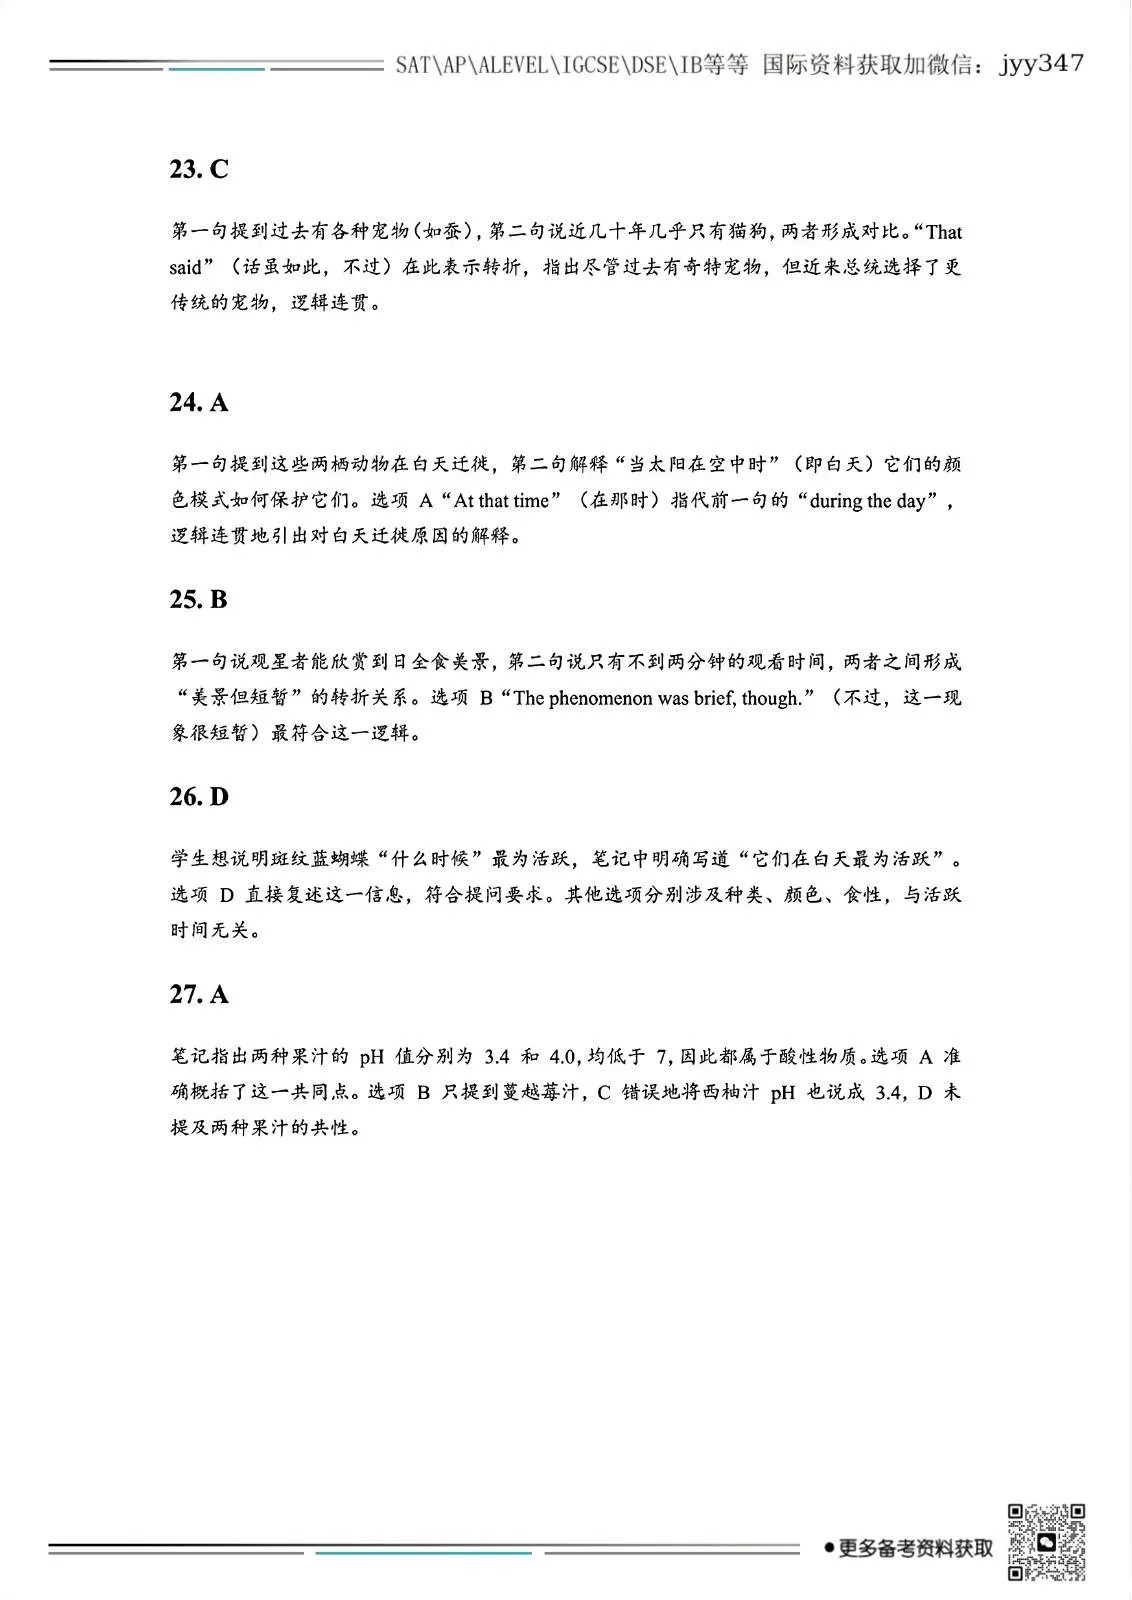 SAT\AP\ALEVEL\IGCSE\DSE\IB等等 国际资料获取加微信: jyy347
23. C
第一句提到过去有各种宠物（如蚕），第二句说近几十年几乎只有猫狗，两者形成对比。“That
said”（话虽如此，不过）在此表示转折，指出尽管过去有奇特宠物，但近来总统选择了更
传统的宠物，逻辑连贯。
24. A
第一句提到这些两栖动物在白天迁徙，第二句解释“当太阳在空中时”（即白天）它们的颜
色模式如何保护它们。选项 A“At that time”（在那时）指代前一句的“during the day”，
逻辑连贯地引出对白天迁徙原因的解释。
25. B
第一句说观星者能欣赏到日全食美景，第二句说只有不到两分钟的观看时间，两者之间形成
“美景但短暂”的转折关系。选项 B“The phenomenon was brief, though.”（不过，这一现
象很短暂）最符合这一逻辑。
26. D
学生想说明斑纹蓝蝴蝶“什么时候”最为活跃，笔记中明确写道“它们在白天最为活跃”。
选项 D 直接复述这一信息，符合提问要求。其他选项分别涉及种类、颜色、食性，与活跃
时间无关。
27. A
笔记指出两种果汁的 pH 值分别为 3.4 和 4.0，均低于 7，因此都属于酸性物质。选项 A 准
确概括了这一共同点。选项 B 只提到蔓越莓汁，C 错误地将西柚汁 pH 也说成 3.4，D 未
提及两种果汁的共性。
●更多备考资料获取